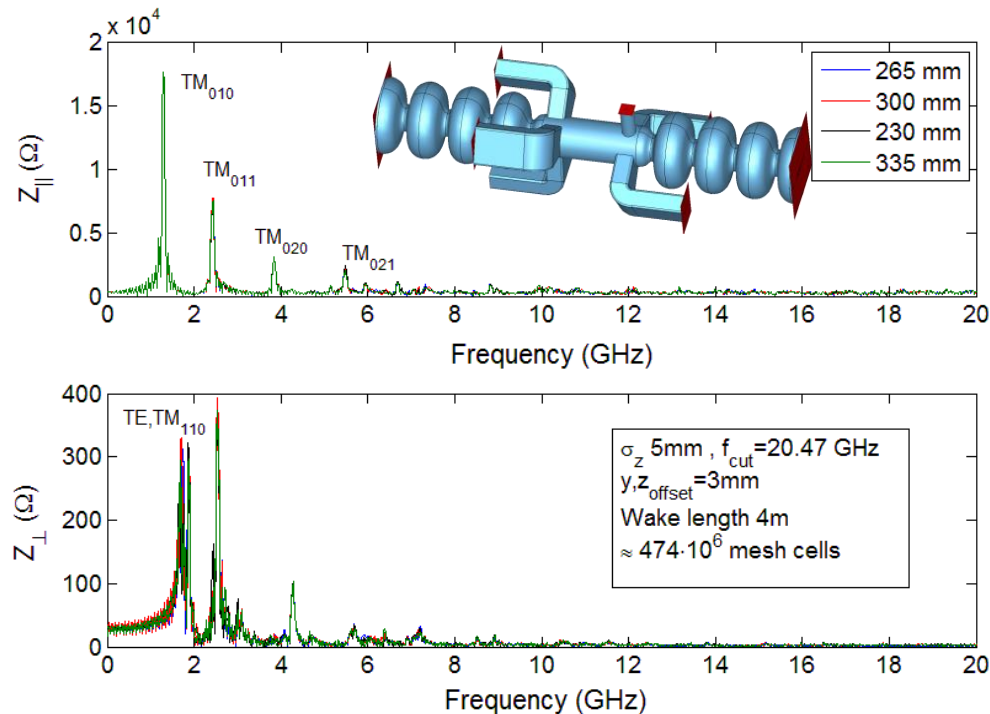 x 10⁴
2
1.5
1
0.5
0
Z|| (Ω)
TM₀₁₀
TM₀₁₁
TM₀₂₀
TM₀₂₁
265 mm
300 mm
230 mm
335 mm
0 2 4 6 8 10 12 14 16 18 20
Frequency (GHz)
400
300
200
100
0
Z⊥ (Ω)
TE,TM₁₁₀
σz 5mm , fcut=20.47 GHz
y,zoffset=3mm
Wake length 4m
≈ 474·10⁶ mesh cells
0 2 4 6 8 10 12 14 16 18 20
Frequency (GHz)